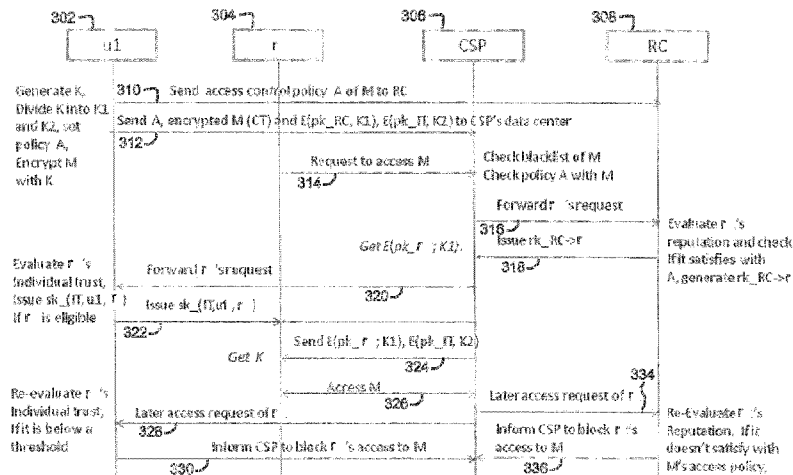 302
304
306
308
u1
r
CSP
RC
Generate K,
Divide K into K1
and K2, set
policy A,
Encrypt M
with K
310
Send access control policy A of M to RC
Send A, encrypted M (CT) and E(pk_RC, K1), E(pk_IT, K2) to CSP's data center
312
Request to access M
314
Check blacklist of M
Check policy A with M
Forward r 's request
316
Issue rk_RC->r
318
Evaluate r 's
reputation and check
If it satisfies with
A, generate rk_RC->r
Get E(pk_r ; K1).
Evaluate r 's
Individual trust,
Issue sk_(IT, u1, r )
If r is eligible
Forward r 's request
320
Issue sk_(IT,u1, r )
322
Send E(pk_r ; K1), E(pk_IT, K2)
324
Get K
Access M
326
334
Later access request of r
Re-evaluate r 's
Individual trust,
If it is below a
threshold
Later access request of r
328
Inform CSP to block r 's access to M
330
Inform CSP to block r 's
access to M
336
Re-Evaluate r 's
Reputation, If it
doesn't satisfy with
M's access policy,